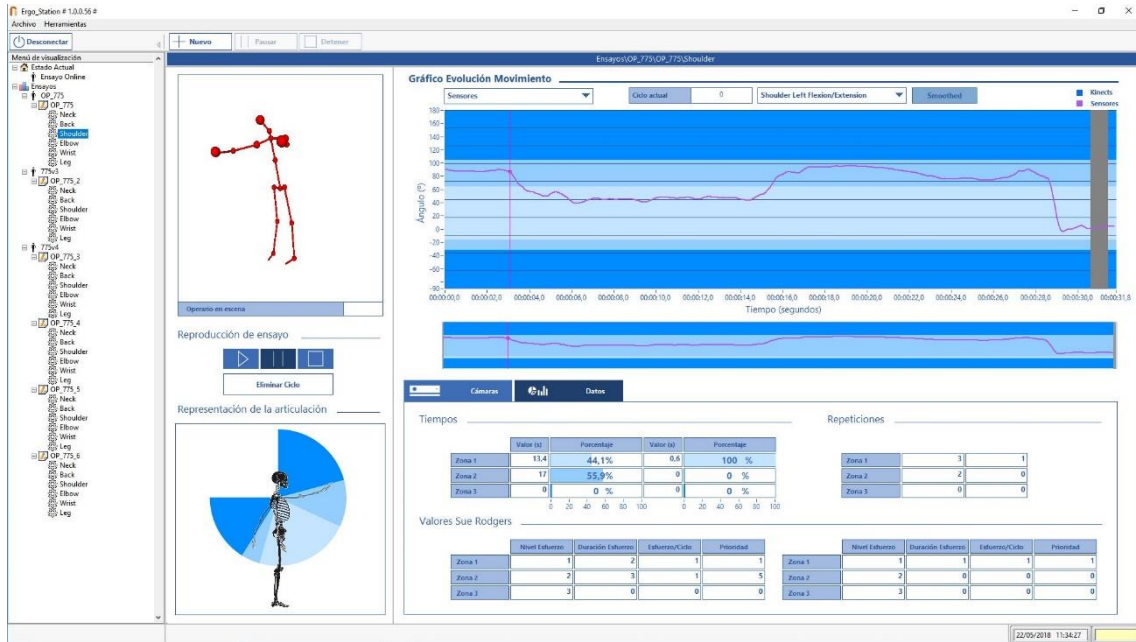 Ergo_Station # 1.0.0.56 #
Archivo Herramientas
Desconectar
Nuevo Pausar Detener
Menú de visualización
Ensayos\OP_775\OP_775\Shoulder
Estado Actual
Ensayo Online
Ensayos
OP_775
OP_775
Neck
Back
Shoulder
Elbow
Wrist
Leg
775v3
OP_775_2
Neck
Back
Shoulder
Elbow
Wrist
Leg
775v4
OP_775_3
Neck
Back
Shoulder
Elbow
Wrist
Leg
OP_775_4
Neck
Back
Shoulder
Elbow
Wrist
Leg
OP_775_5
Neck
Back
Shoulder
Elbow
Wrist
Leg
OP_775_6
Neck
Back
Shoulder
Elbow
Wrist
Leg
Operario en escena
Reproducción de ensayo
Eliminar Ciclo
Representación de la articulación
Gráfico Evolución Movimiento
Sensores Ciclo actual 0 Shoulder Left Flexion/Extension Smoothed
Kinects
Sensores
Ángulo (º)
180
160
140
120
100
80
60
40
20
0
-20
-40
-60
-90
00:00:00,0 00:00:02,0 00:00:04,0 00:00:06,0 00:00:08,0 00:00:10,0 00:00:12,0 00:00:14,0 00:00:16,0 00:00:18,0 00:00:20,0 00:00:22,0 00:00:24,0 00:00:26,0 00:00:28,0 00:00:30,0 00:00:31,8
Tiempo (segundos)
Cámaras Datos
Tiempos
Valor (s) Porcentaje Valor (s) Porcentaje
Zona 1 13,4 44,1% 0,6 100 %
Zona 2 17 55,9% 0 0 %
Zona 3 0 0 % 0 0 %
0 20 40 60 80 100 0 20 40 60 80 100
Repeticiones
Zona 1 3 1
Zona 2 2 0
Zona 3 0 0
Valores Sue Rodgers
Nivel Esfuerzo Duración Esfuerzo Esfuerzo/Ciclo Prioridad
Zona 1 1 2 1 1
Zona 2 2 3 1 5
Zona 3 3 0 0 0
Nivel Esfuerzo Duración Esfuerzo Esfuerzo/Ciclo Prioridad
Zona 1 1 1 1 1
Zona 2 2 0 0 0
Zona 3 3 0 0 0
22/05/2018 11:34:27